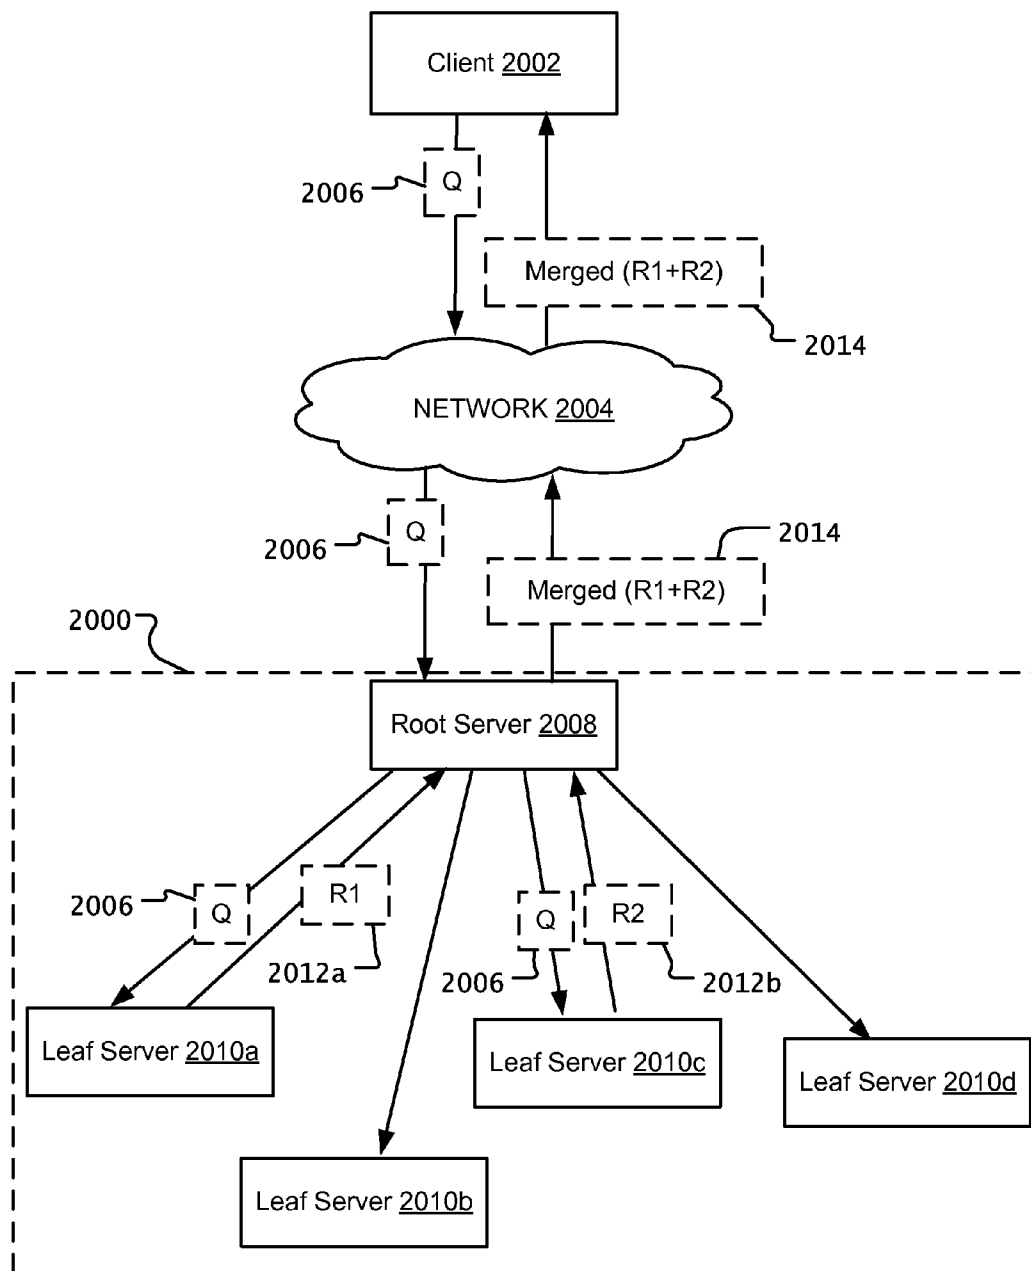 Client 2002
Q
2006
Merged (R1+R2)
2014
NETWORK 2004
Q
2006
2014
Merged (R1+R2)
2000
Root Server 2008
2006
Q
R1
2012a
Q
2006
R2
2012b
Leaf Server 2010a
Leaf Server 2010c
Leaf Server 2010d
Leaf Server 2010b